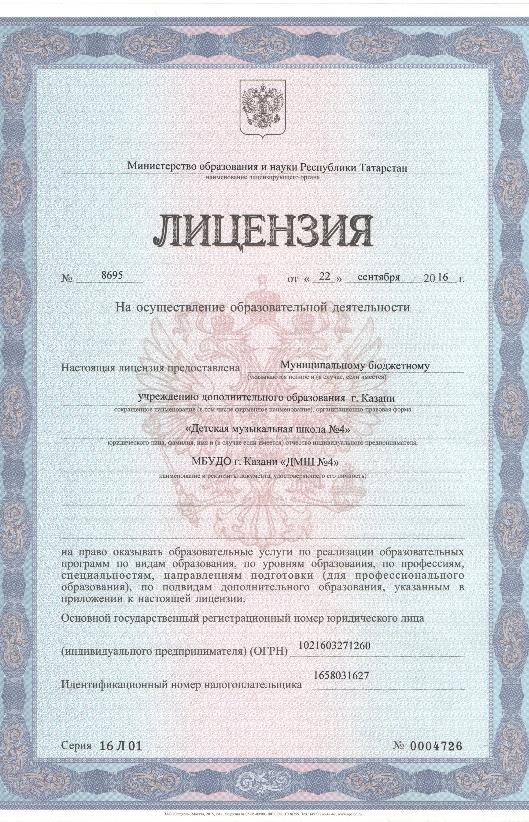 Министерство образования и науки Республики Татарстан
наименование лицензирующего органа
ЛИЦЕНЗИЯ
№ 8695 от « 22 » сентября 20 16 г.
На осуществление образовательной деятельности
Настоящая лицензия предоставлена Муниципальному бюджетному
(указываются полное и (в случае, если имеется)
учреждению дополнительного образования г. Казани
сокращенное наименование (в том числе фирменное наименование), организационно-правовая форма
«Детская музыкальная школа №4»
юридического лица, фамилия, имя и (в случае если имеется) отчество индивидуального предпринимателя,
МБУДО г. Казани «ДМШ №4»
наименование и реквизиты документа, удостоверяющего его личность)
на право оказывать образовательные услуги по реализации образовательных
программ по видам образования, по уровням образования, по профессиям,
специальностям, направлениям подготовки (для профессионального
образования), по подвидам дополнительного образования, указанным в
приложении к настоящей лицензии.
Основной государственный регистрационный номер юридического лица
(индивидуального предпринимателя) (ОГРН) 1021603271260
Идентификационный номер налогоплательщика 1658031627
Серия 16 Л 01 № 0004726